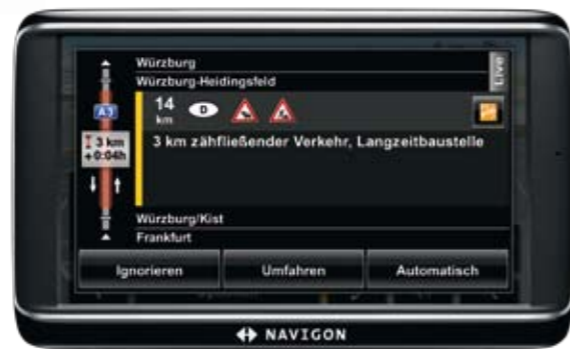 Würzburg
Würzburg-Heidingsfeld
Live
14 km
D
A3
3 km
+0:04h
3 km zähfließender Verkehr, Langzeitbaustelle
Würzburg/Kist
Frankfurt
Ignorieren Umfahren Automatisch
NAVIGON